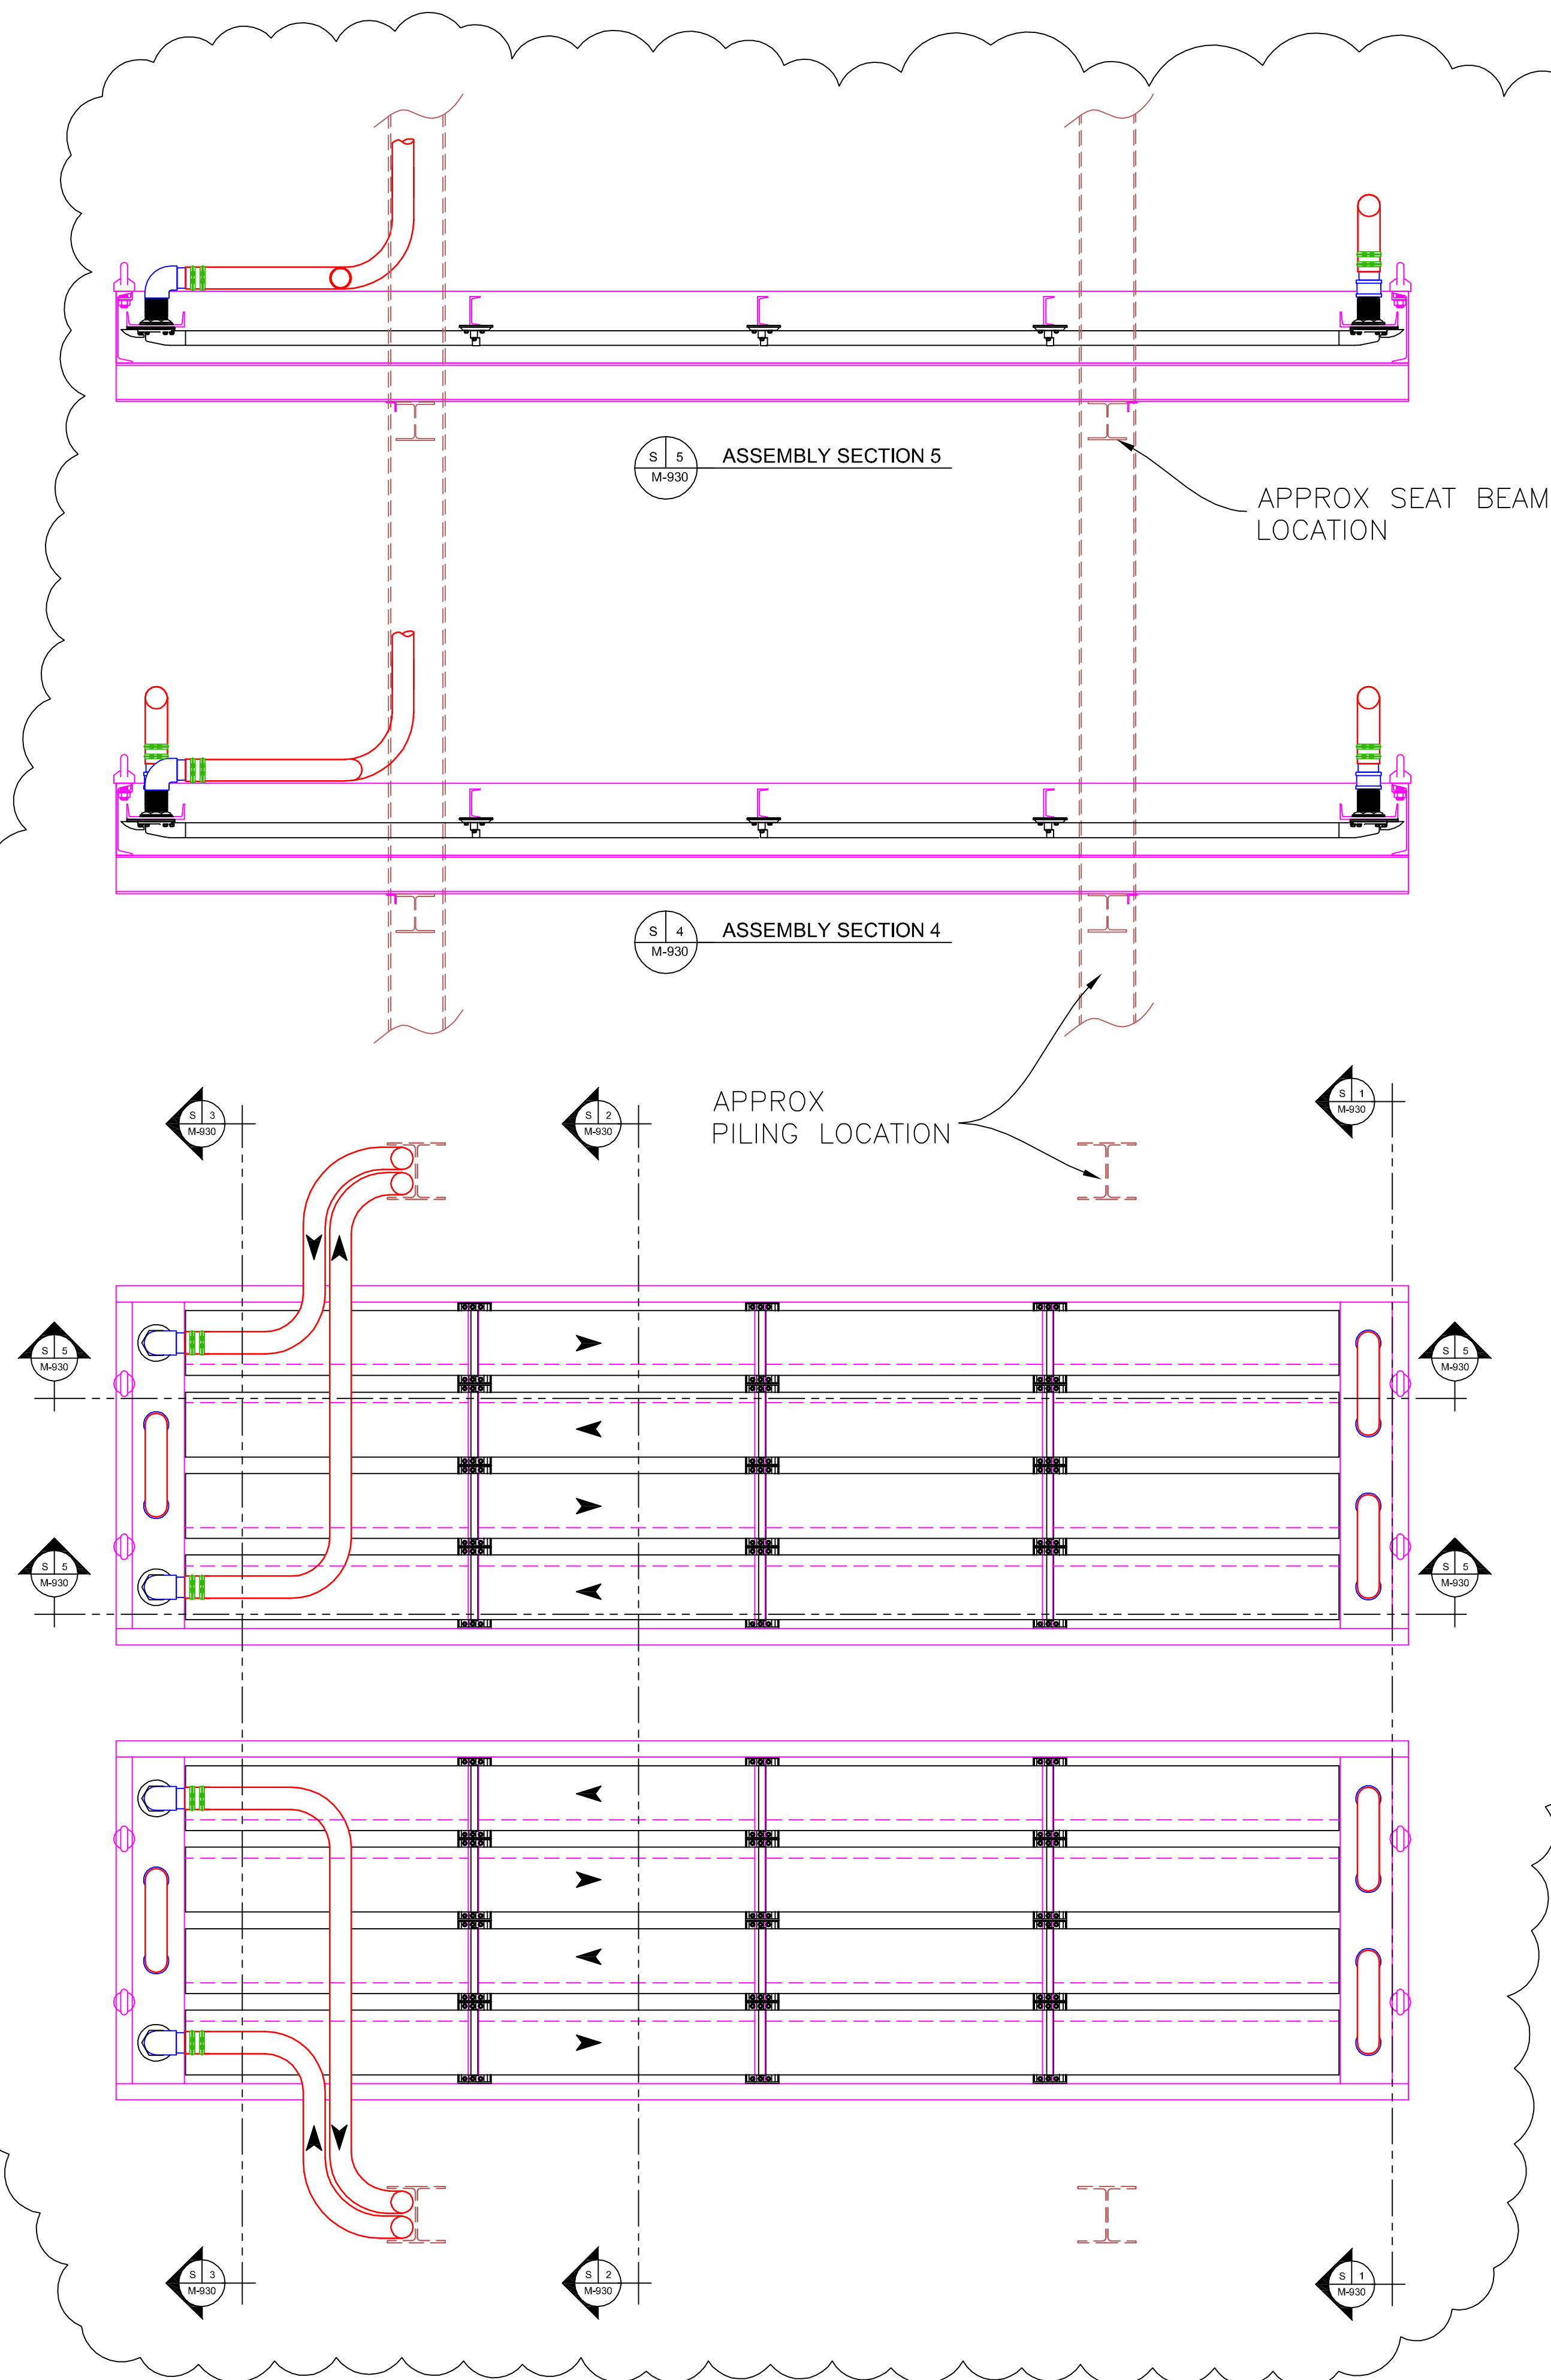 S 5
M-930
ASSEMBLY SECTION 5
APPROX SEAT BEAM
LOCATION
S 4
M-930
ASSEMBLY SECTION 4
APPROX
PILING LOCATION
S 3
M-930
S 2
M-930
S 1
M-930
S 5
M-930
S 5
M-930
S 5
M-930
S 5
M-930
S 3
M-930
S 2
M-930
S 1
M-930